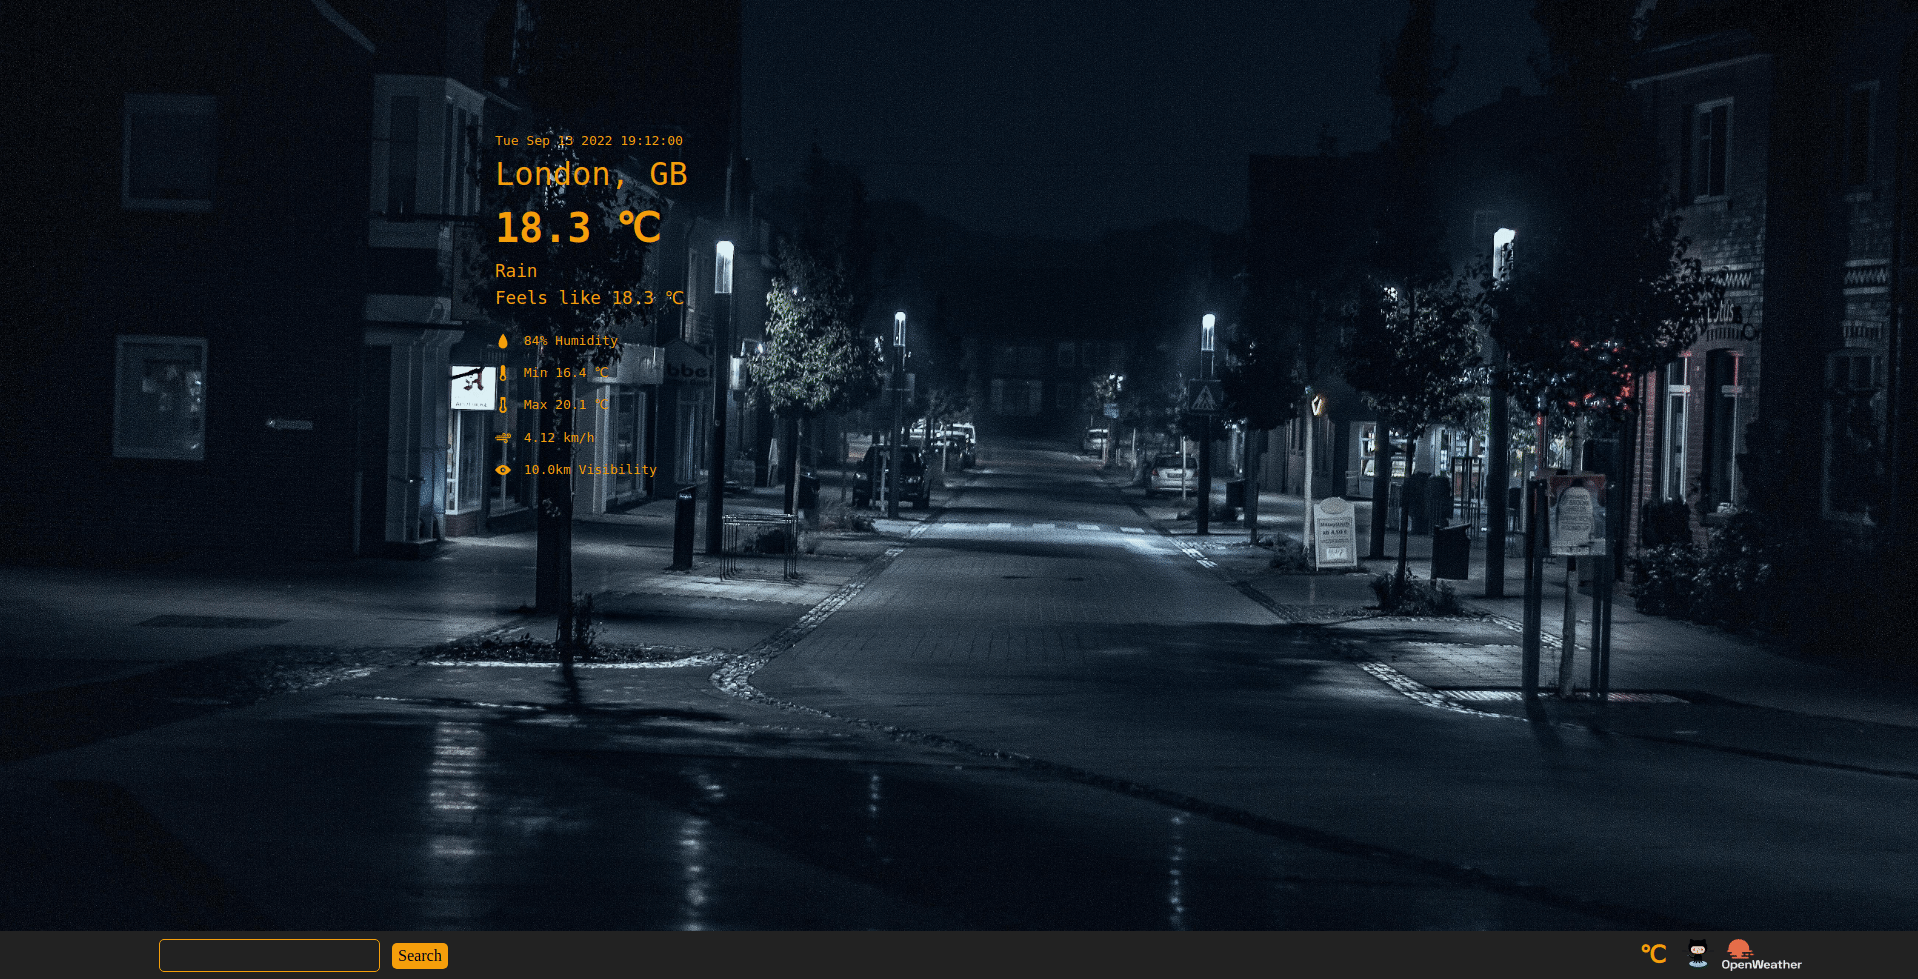 Tue Sep 13 2022 19:12:00
London, GB
18.3 ℃
Rain
Feels like 18.3 ℃
84% Humidity
Min 16.4 ℃
Max 20.1 ℃
4.12 km/h
10.0km Visibility
Search
℃
OpenWeather